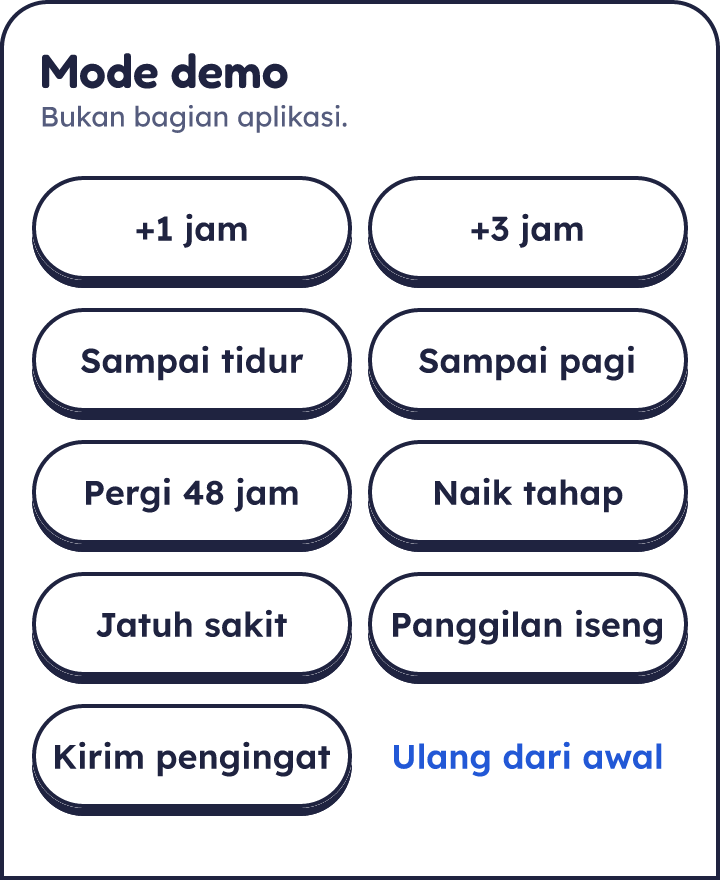 Mode demo
Bukan bagian aplikasi.
+1 jam
+3 jam
Sampai tidur
Sampai pagi
Pergi 48 jam
Naik tahap
Jatuh sakit
Panggilan iseng
Kirim pengingat
Ulang dari awal